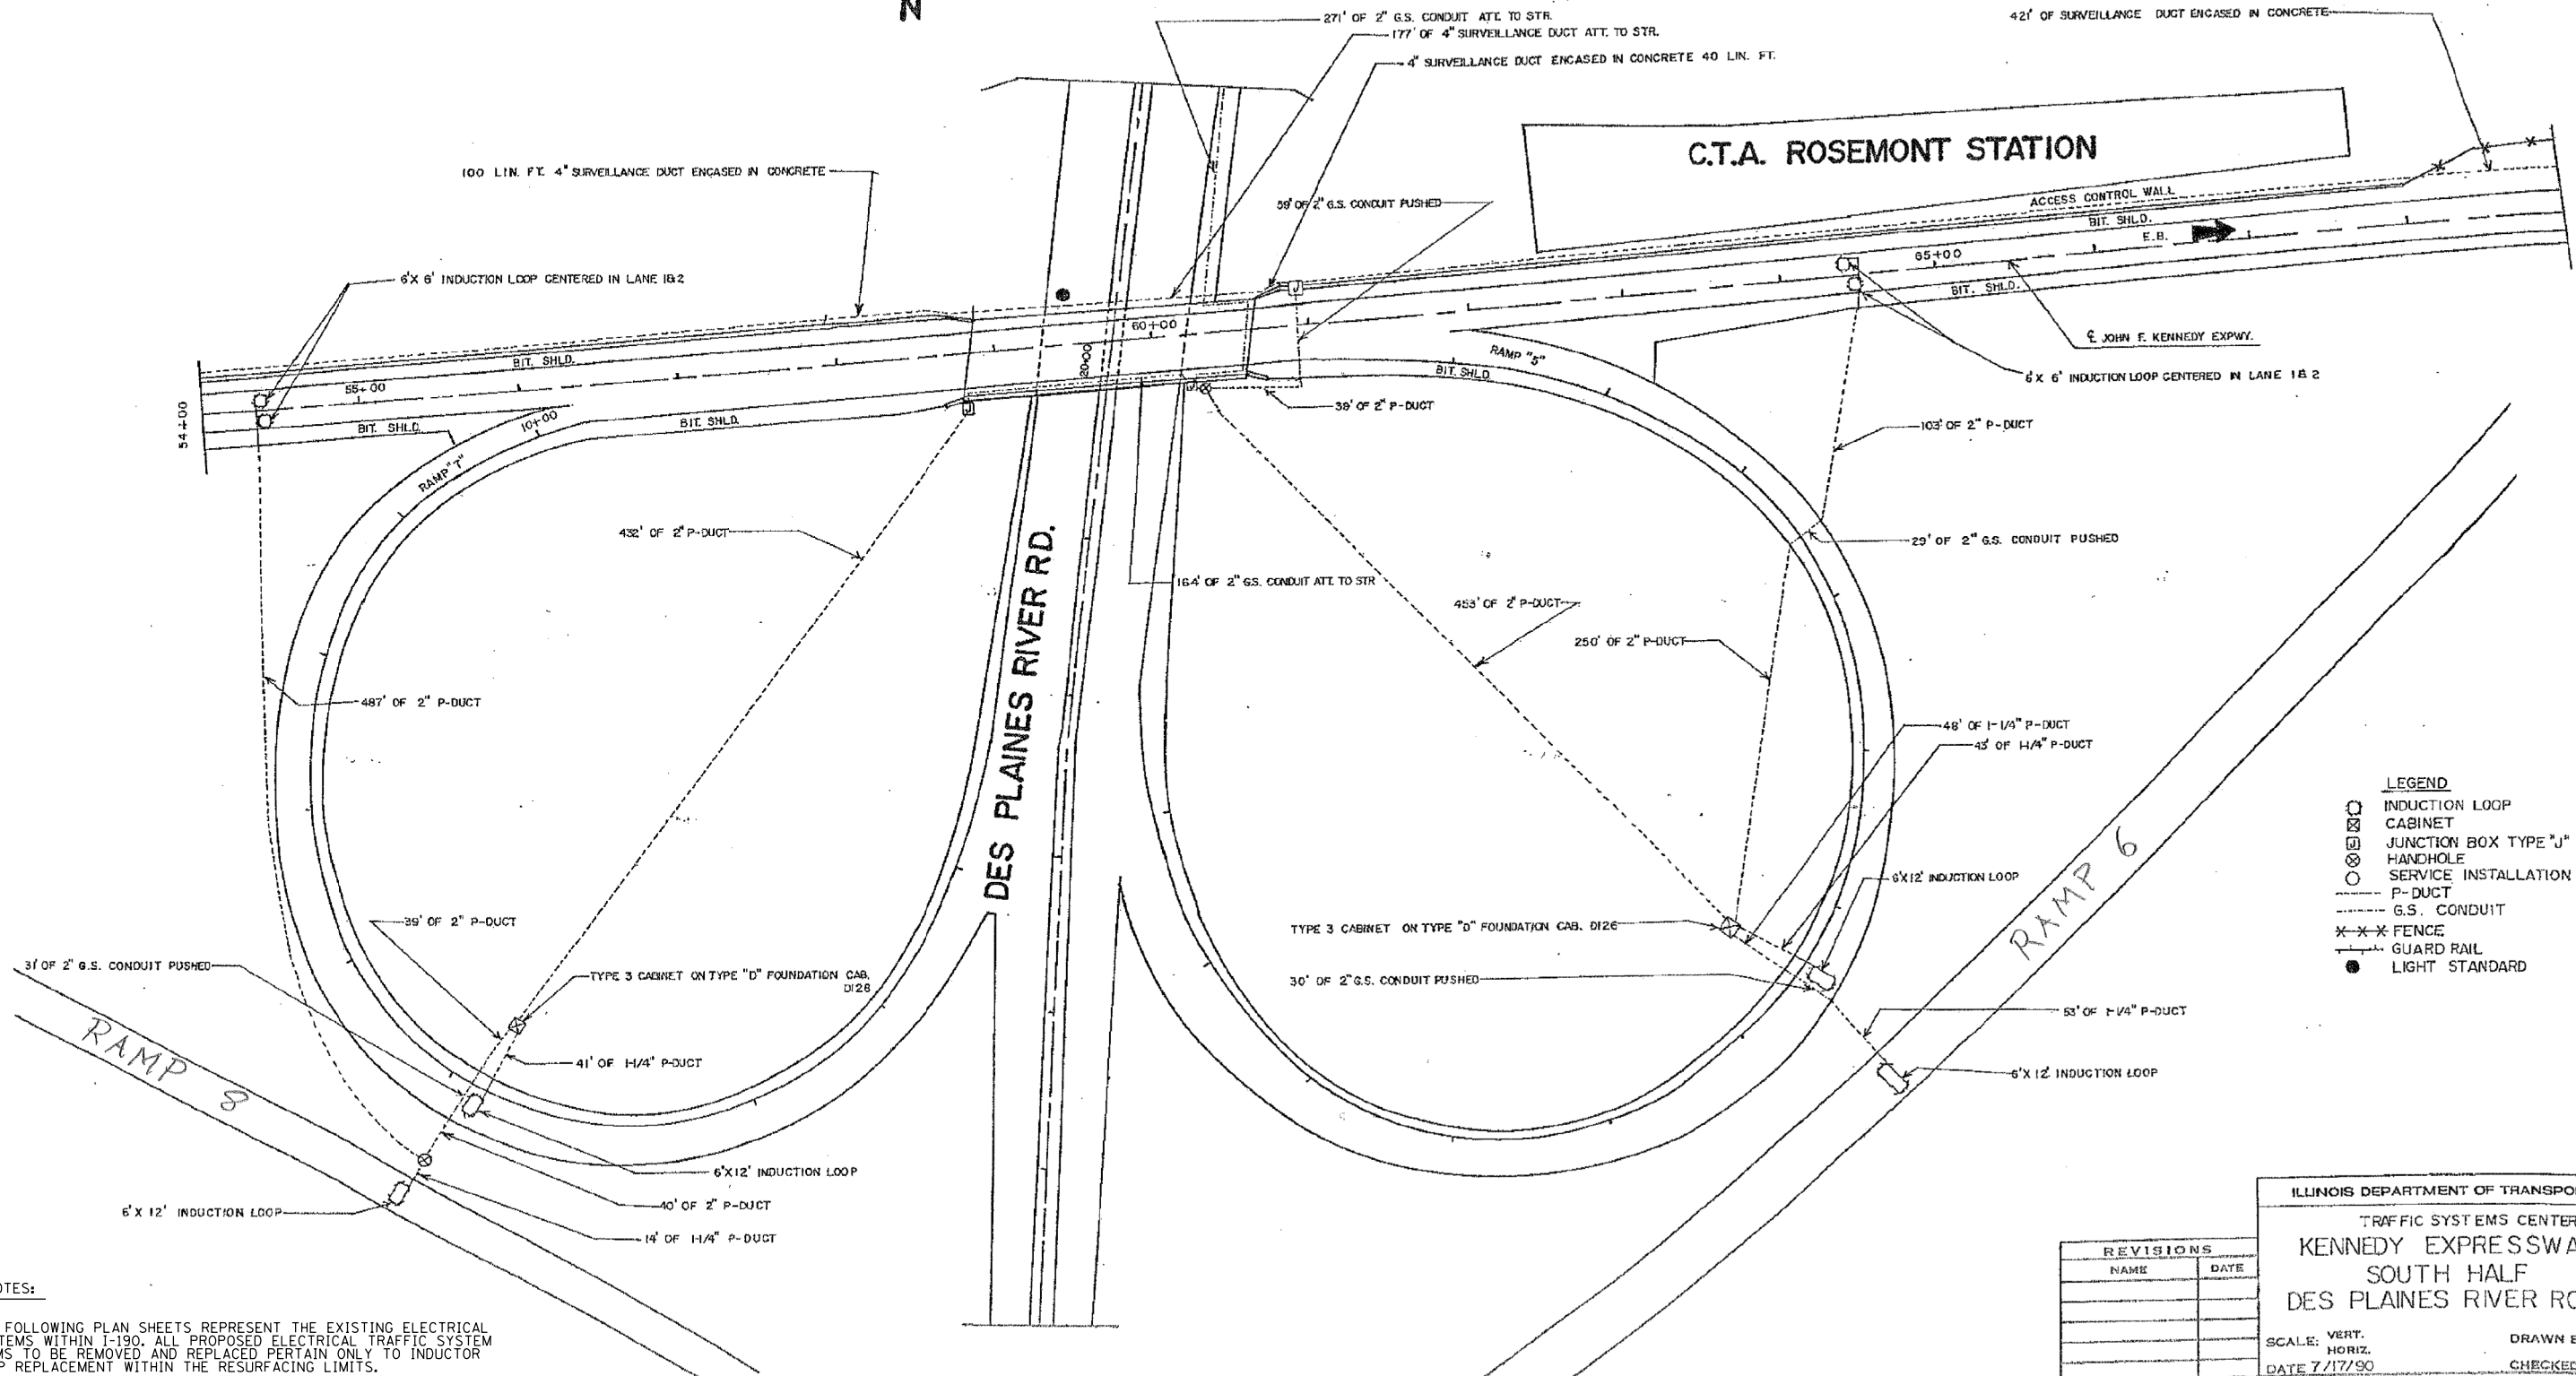 N
271' OF 2" G.S. CONDUIT ATT. TO STR.
177' OF 4" SURVEILLANCE DUCT ATT. TO STR.
4" SURVEILLANCE DUCT ENCASED IN CONCRETE 40 LIN. FT.
421' OF SURVEILLANCE DUCT ENCASED IN CONCRETE
C.T.A. ROSEMONT STATION
100 LIN. FT. 4" SURVEILLANCE DUCT ENCASED IN CONCRETE
59' OF 2" G.S. CONDUIT PUSHED
ACCESS CONTROL WALL
BIT. SHLD.
E.B.
65+00
BIT. SHLD.
6'X 6' INDUCTION LOOP CENTERED IN LANE 1&2
60+00
20+00
BIT. SHLD.
55+00
54+00
BIT. SHLD.
10+00
BIT. SHLD.
RAMP "7"
RAMP "5"
BIT. SHLD.
℄ JOHN F. KENNEDY EXPWY.
6'X 6' INDUCTION LOOP CENTERED IN LANE 1& 2
39' OF 2" P-DUCT
103' OF 2" P-DUCT
432' OF 2" P-DUCT
29' OF 2" G.S. CONDUIT PUSHED
164' OF 2" G.S. CONDUIT ATT. TO STR
453' OF 2" P-DUCT
250' OF 2" P-DUCT
487' OF 2" P-DUCT
DES PLAINES RIVER RD.
48' OF 1-1/4" P-DUCT
43' OF 1-1/4" P-DUCT
LEGEND
INDUCTION LOOP
CABINET
J JUNCTION BOX TYPE "J"
HANDHOLE
SERVICE INSTALLATION
P-DUCT
G.S. CONDUIT
X-X-X FENCE
GUARD RAIL
LIGHT STANDARD
RAMP 6
6'X12' INDUCTION LOOP
39' OF 2" P-DUCT
TYPE 3 CABINET ON TYPE "D" FOUNDATION CAB. D126
31' OF 2" G.S. CONDUIT PUSHED
TYPE 3 CABINET ON TYPE "D" FOUNDATION CAB.
D128
30' OF 2" G.S. CONDUIT PUSHED
53' OF 1-1/4" P-DUCT
RAMP 8
41' OF 1-1/4" P-DUCT
6'X 12' INDUCTION LOOP
6'X12' INDUCTION LOOP
40' OF 2" P-DUCT
6'X 12' INDUCTION LOOP
14' OF 1-1/4" P-DUCT
OTES:
FOLLOWING PLAN SHEETS REPRESENT THE EXISTING ELECTRICAL
TEMS WITHIN I-190. ALL PROPOSED ELECTRICAL TRAFFIC SYSTEM
MS TO BE REMOVED AND REPLACED PERTAIN ONLY TO INDUCTOR
P REPLACEMENT WITHIN THE RESURFACING LIMITS.
REVISIONS
NAME DATE
ILLINOIS DEPARTMENT OF TRANSPO
TRAFFIC SYSTEMS CENTER
KENNEDY EXPRESSWA
SOUTH HALF
DES PLAINES RIVER RO
SCALE: VERT.
HORIZ.
DRAWN B
DATE 7/17/90
CHECKED